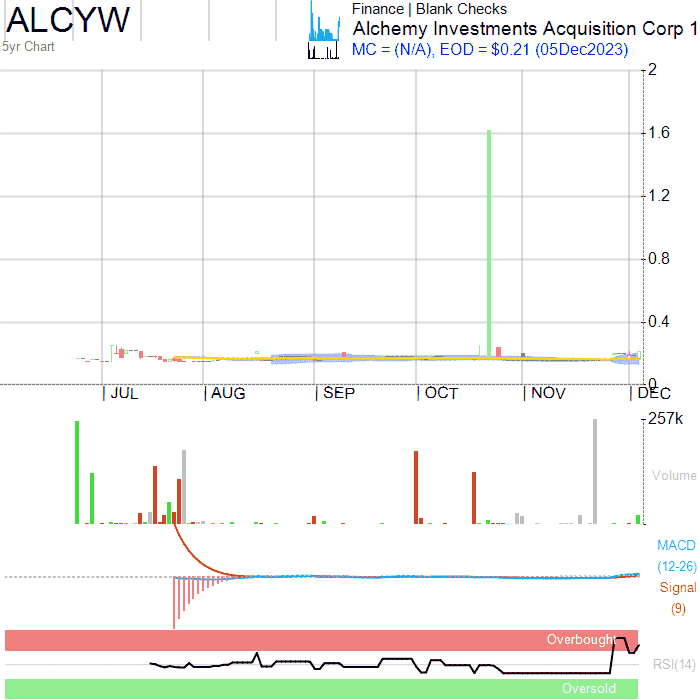 ALCYW
5yr Chart
Finance | Blank Checks
Alchemy Investments Acquisition Corp 1
MC = (N/A), EOD = $0.21 (05Dec2023)
2
1.6
1.2
0.8
0.4
0
JUL AUG SEP OCT NOV DEC
257k
Volume
MACD
(12-26)
Signal
(9)
Overbought
RSI(14)
Oversold